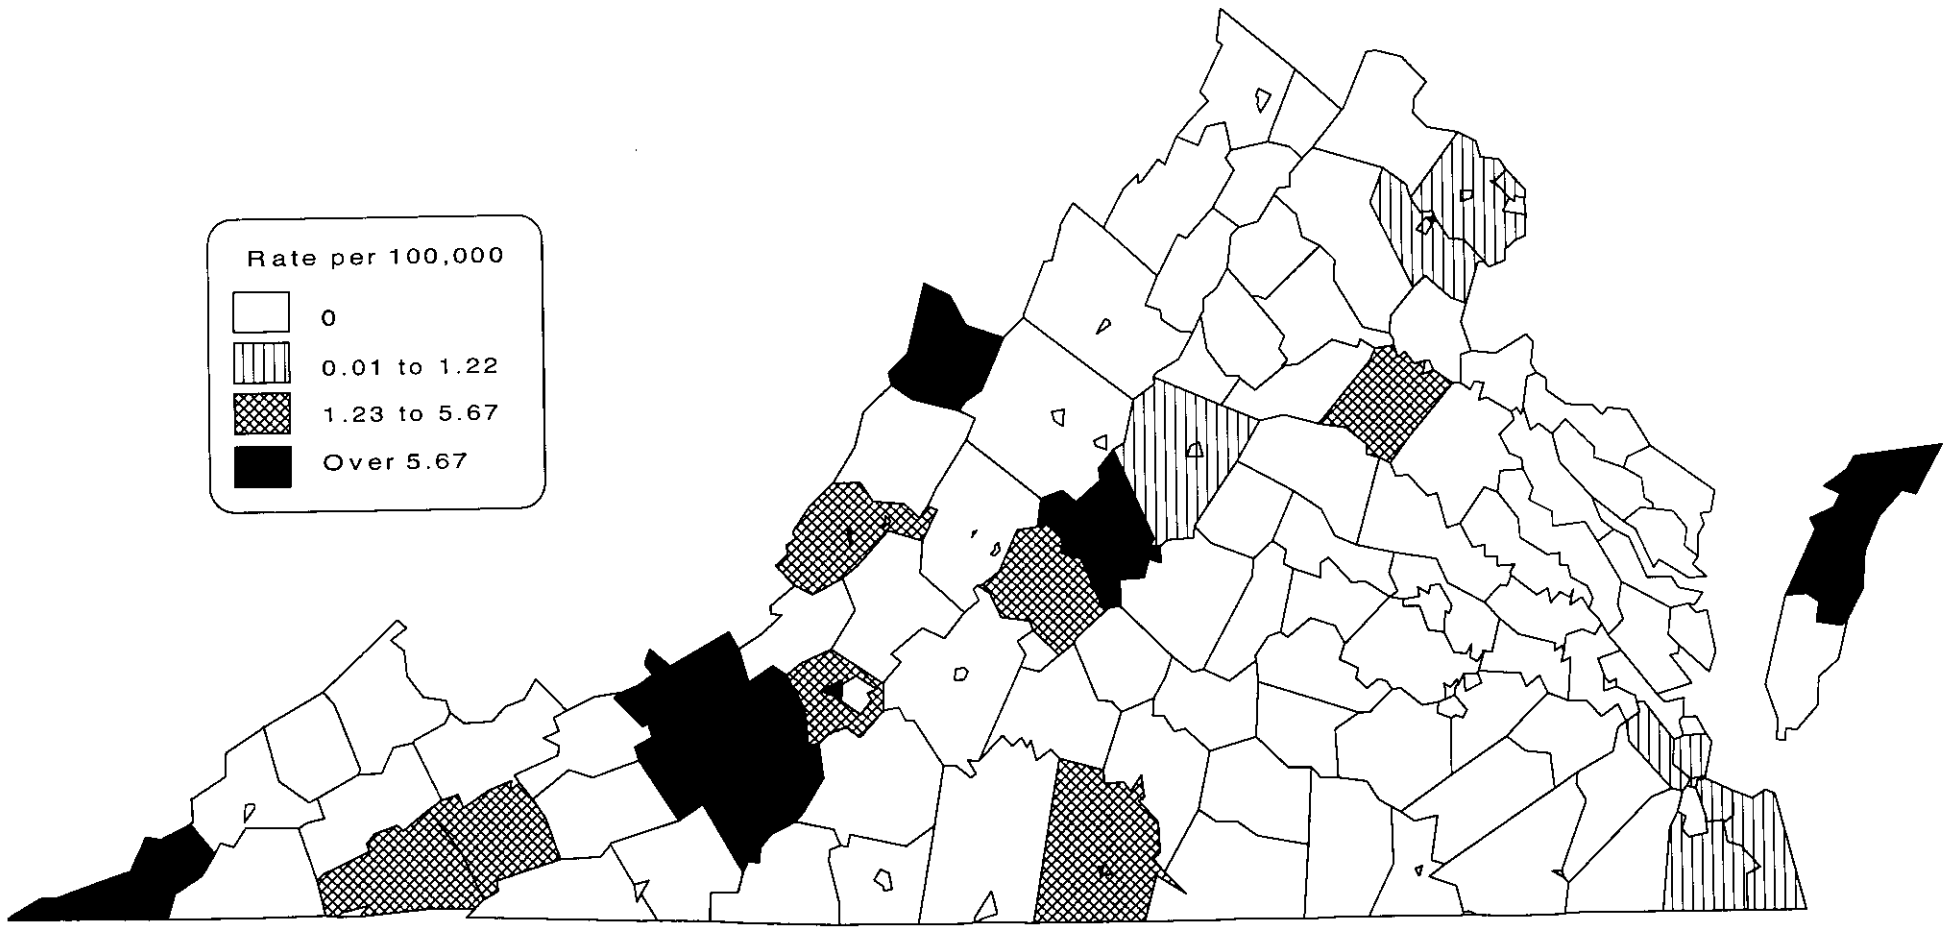 Rate per 100,000
0
0.01 to 1.22
1.23 to 5.67
Over 5.67